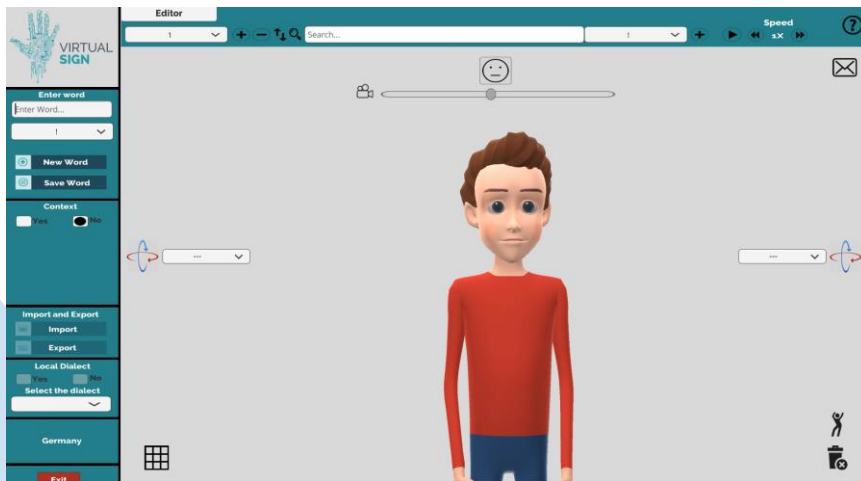 VIRTUAL
SIGN
Editor
1
Search...
!
Speed
1X
?
Enter word
Enter Word...
!
New Word
Save Word
Context
Yes
No
Import and Export
Import
Export
Local Dialect
Yes
No
Select the dialect
Germany
Exit
---
---